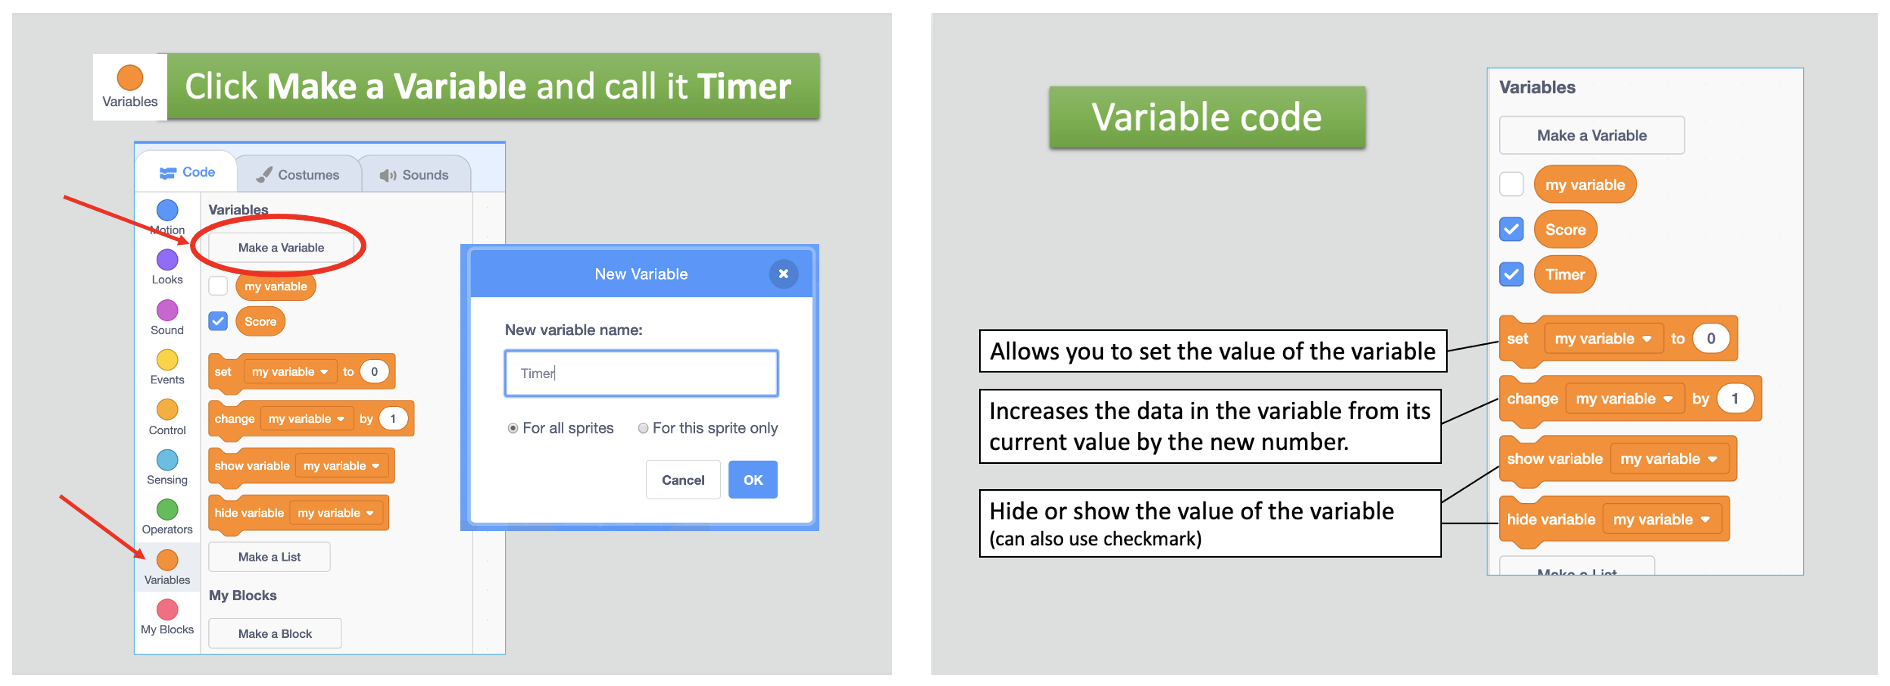 Variables
Click Make a Variable and call it Timer
Code
Costumes
Sounds
Motion
Looks
Sound
Events
Control
Sensing
Operators
Variables
My Blocks
Variables
Make a Variable
my variable
Score
set my variable to 0
change my variable by 1
show variable my variable
hide variable my variable
Make a List
My Blocks
Make a Block
New Variable
New variable name:
Timer
For all sprites
For this sprite only
Cancel
OK
Variable code
Allows you to set the value of the variable
Increases the data in the variable from its
current value by the new number.
Hide or show the value of the variable
(can also use checkmark)
Variables
Make a Variable
my variable
Score
Timer
set my variable to 0
change my variable by 1
show variable my variable
hide variable my variable
Make a List